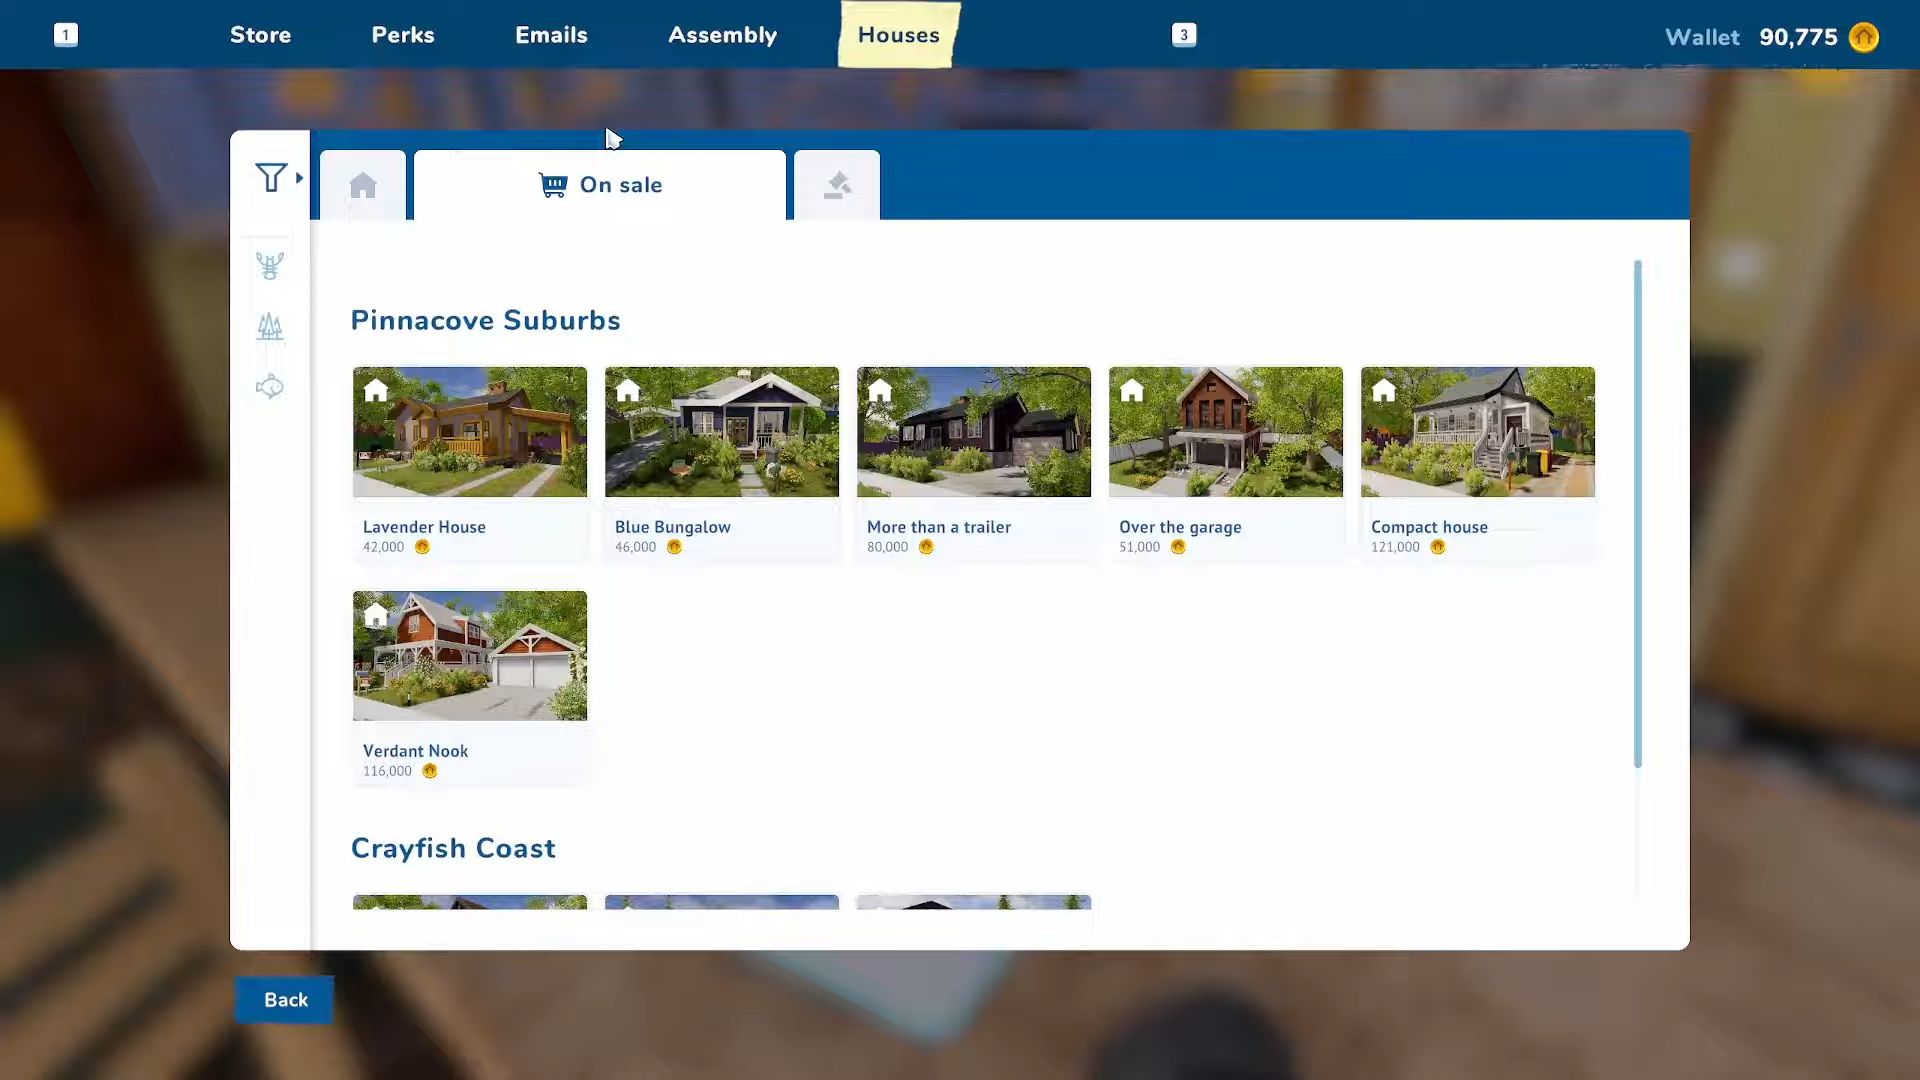 1
Store
Perks
Emails
Assembly
Houses
3
Wallet 90,775
On sale
Pinnacove Suburbs
Lavender House
42,000
Blue Bungalow
46,000
More than a trailer
80,000
Over the garage
51,000
Compact house
121,000
Verdant Nook
116,000
Crayfish Coast
Back